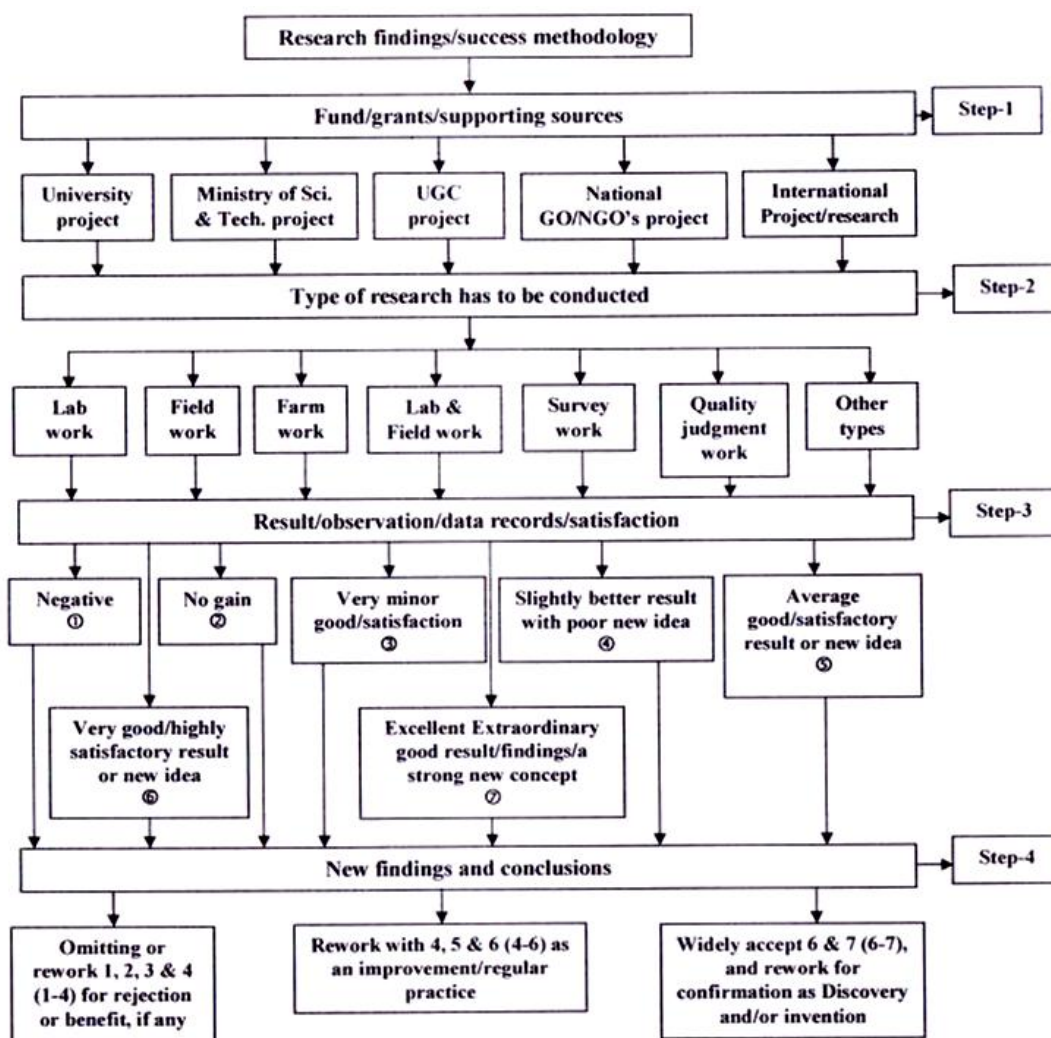 Research findings/success methodology
Fund/grants/supporting sources
Step-1
University
project
Ministry of Sci.
& Tech. project
UGC
project
National
GO/NGO's project
International
Project/research
Type of research has to be conducted
Step-2
Lab
work
Field
work
Farm
work
Lab &
Field work
Survey
work
Quality
judgment
work
Other
types
Result/observation/data records/satisfaction
Step-3
Negative
①
No gain
②
Very minor
good/satisfaction
③
Slightly better result
with poor new idea
④
Average
good/satisfactory
result or new idea
⑤
Very good/highly
satisfactory result
or new idea
⑥
Excellent Extraordinary
good result/findings/a
strong new concept
⑦
New findings and conclusions
Step-4
Omitting or
rework 1, 2, 3 & 4
(1-4) for rejection
or benefit, if any
Rework with 4, 5 & 6 (4-6) as
an improvement/regular
practice
Widely accept 6 & 7 (6-7),
and rework for
confirmation as Discovery
and/or invention